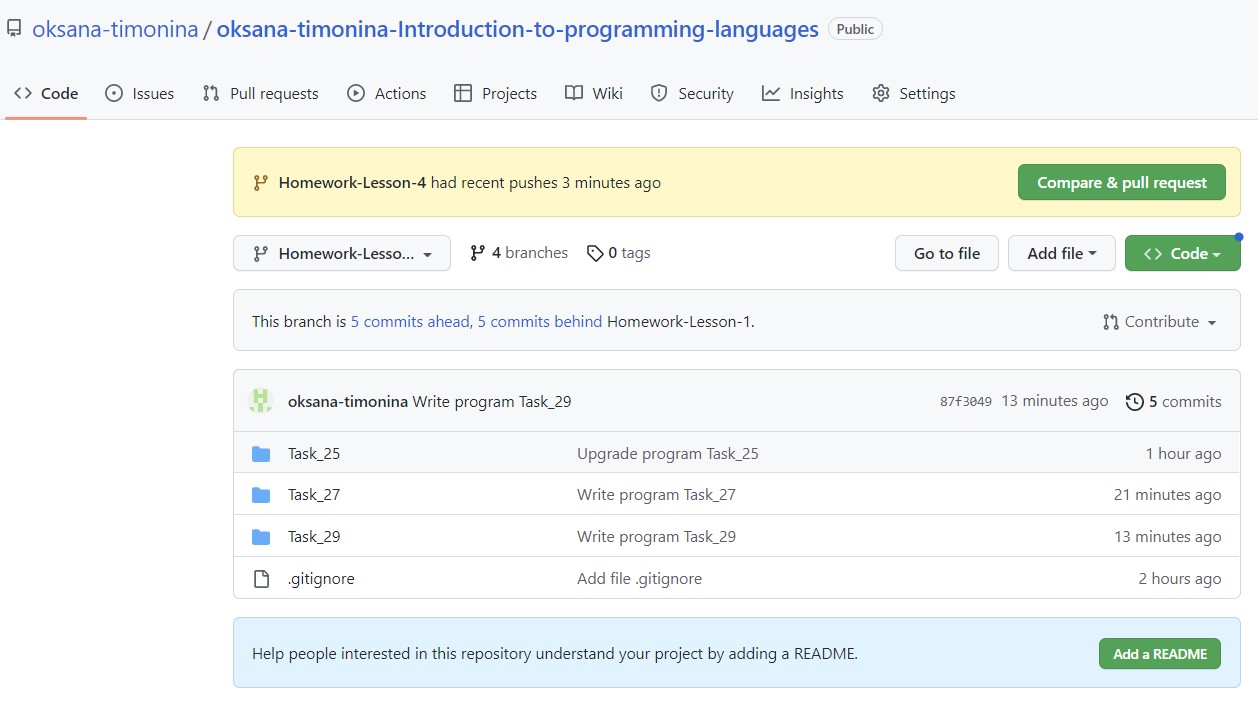 oksana-timonina / oksana-timonina-Introduction-to-programming-languages Public
Code Issues Pull requests Actions Projects Wiki Security Insights Settings
Homework-Lesson-4 had recent pushes 3 minutes ago Compare & pull request
Homework-Lesso... 4 branches 0 tags Go to file Add file Code
This branch is 5 commits ahead, 5 commits behind Homework-Lesson-1. Contribute
oksana-timonina Write program Task_29 87f3049 13 minutes ago 5 commits
Task_25 Upgrade program Task_25 1 hour ago
Task_27 Write program Task_27 21 minutes ago
Task_29 Write program Task_29 13 minutes ago
.gitignore Add file .gitignore 2 hours ago
Help people interested in this repository understand your project by adding a README. Add a README